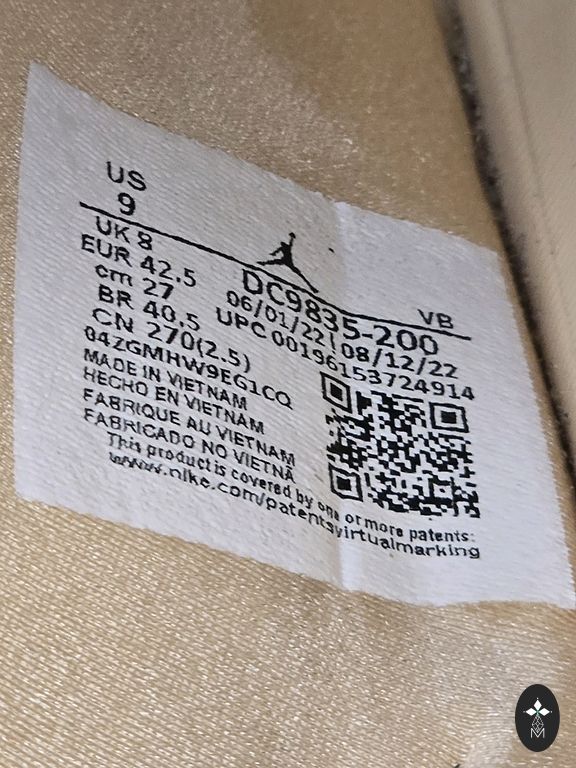 US
9
UK 8
EUR 42.5
cm 27
BR 40.5
CN 270(2.5)
VB
DC9835-200
06/01/22 | 08/12/22
UPC 00196153724914
04ZGMHW9EG1CQ
MADE IN VIETNAM
HECHO EN VIETNAM
FABRIQUE AU VIETNAM
FABRICADO NO VIETNÃ
This product is covered by one or more patents:
www.nike.com/patentsvirtualmarking
M